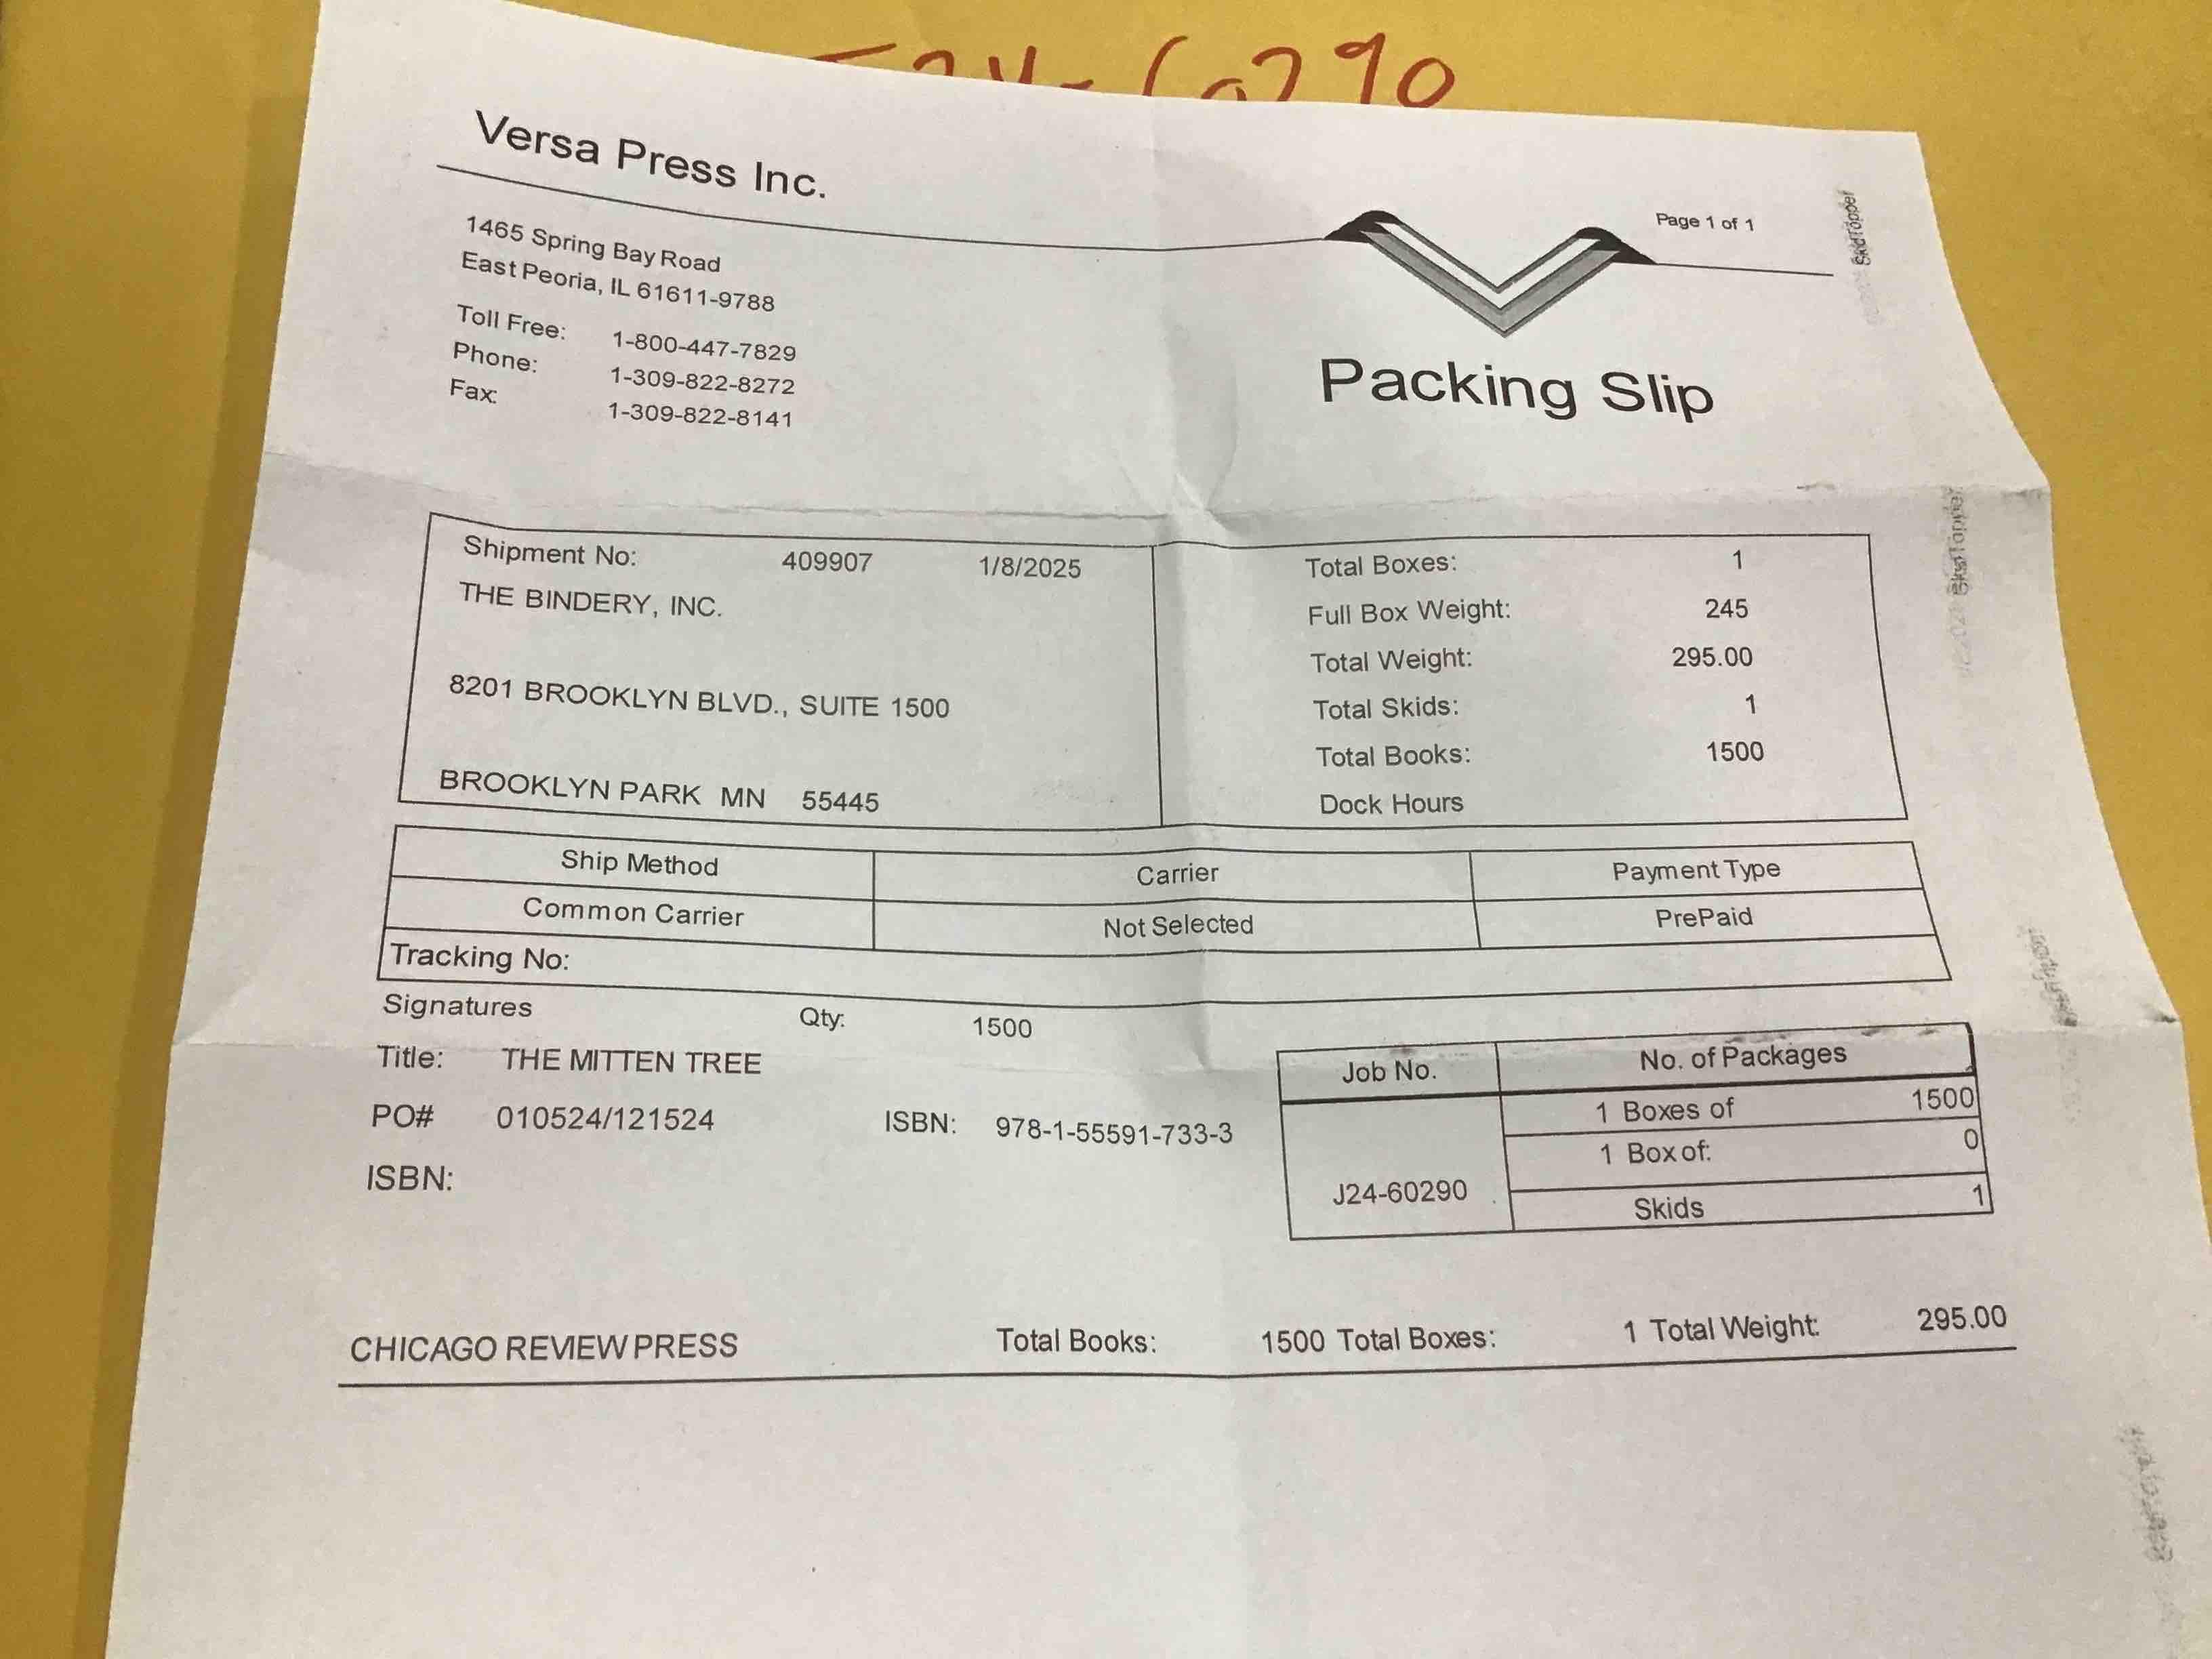 60290
Versa Press Inc.
Page 1 of 1
1465 Spring Bay Road
East Peoria, IL 61611-9788
Toll Free: 1-800-447-7829
Phone: 1-309-822-8272
Fax: 1-309-822-8141
Packing Slip
Shipment No: 409907 1/8/2025
THE BINDERY, INC.
8201 BROOKLYN BLVD., SUITE 1500
BROOKLYN PARK MN 55445
Total Boxes: 1
Full Box Weight: 245
Total Weight: 295.00
Total Skids: 1
Total Books: 1500
Dock Hours
Ship Method Carrier Payment Type
Common Carrier Not Selected PrePaid
Tracking No:
Signatures Qty: 1500
Title: THE MITTEN TREE
PO# 010524/121524 ISBN: 978-1-55591-733-3
ISBN:
Job No. No. of Packages
1 Boxes of 1500
1 Box of: 0
J24-60290
Skids 1
CHICAGO REVIEW PRESS Total Books: 1500 Total Boxes: 1 Total Weight: 295.00
SkidTopper